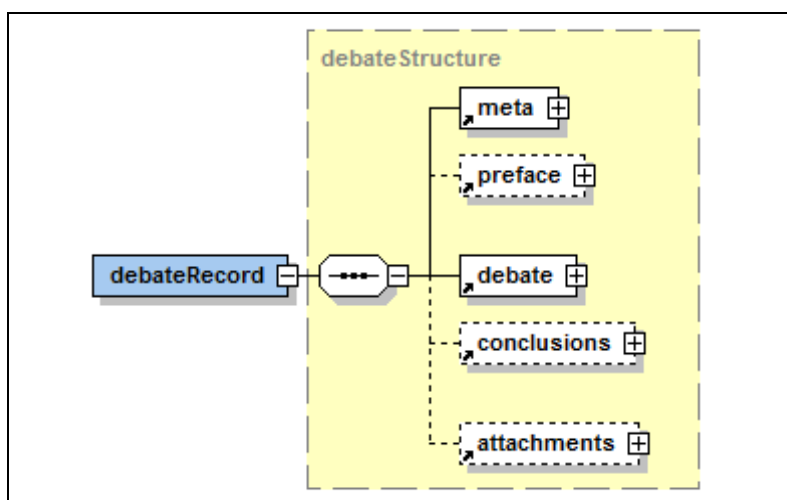 debateStructure
meta
preface
debateRecord
debate
conclusions
attachments